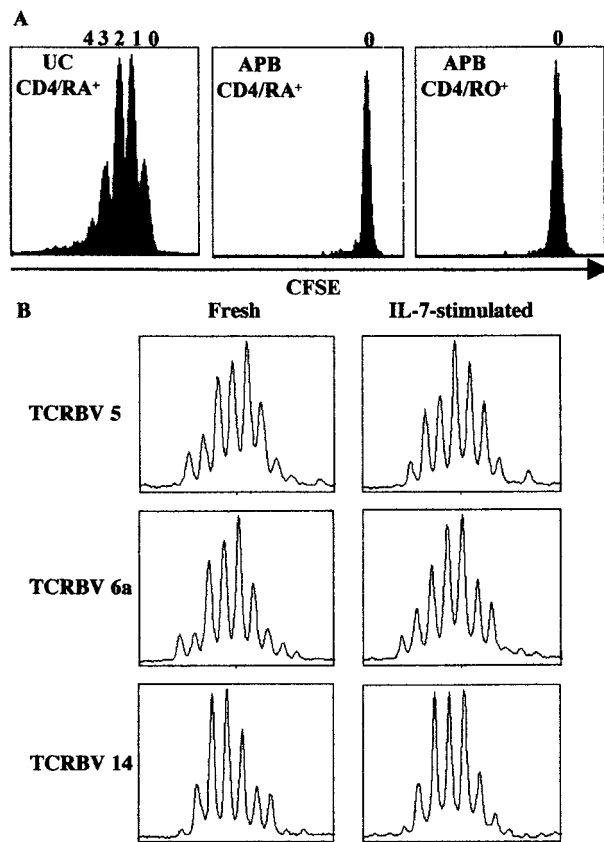 A
4 3 2 1 0
0
0
UC
CD4/RA⁺
APB
CD4/RA⁺
APB
CD4/RO⁺
CFSE
B
Fresh
IL-7-stimulated
TCRBV 5
TCRBV 6a
TCRBV 14